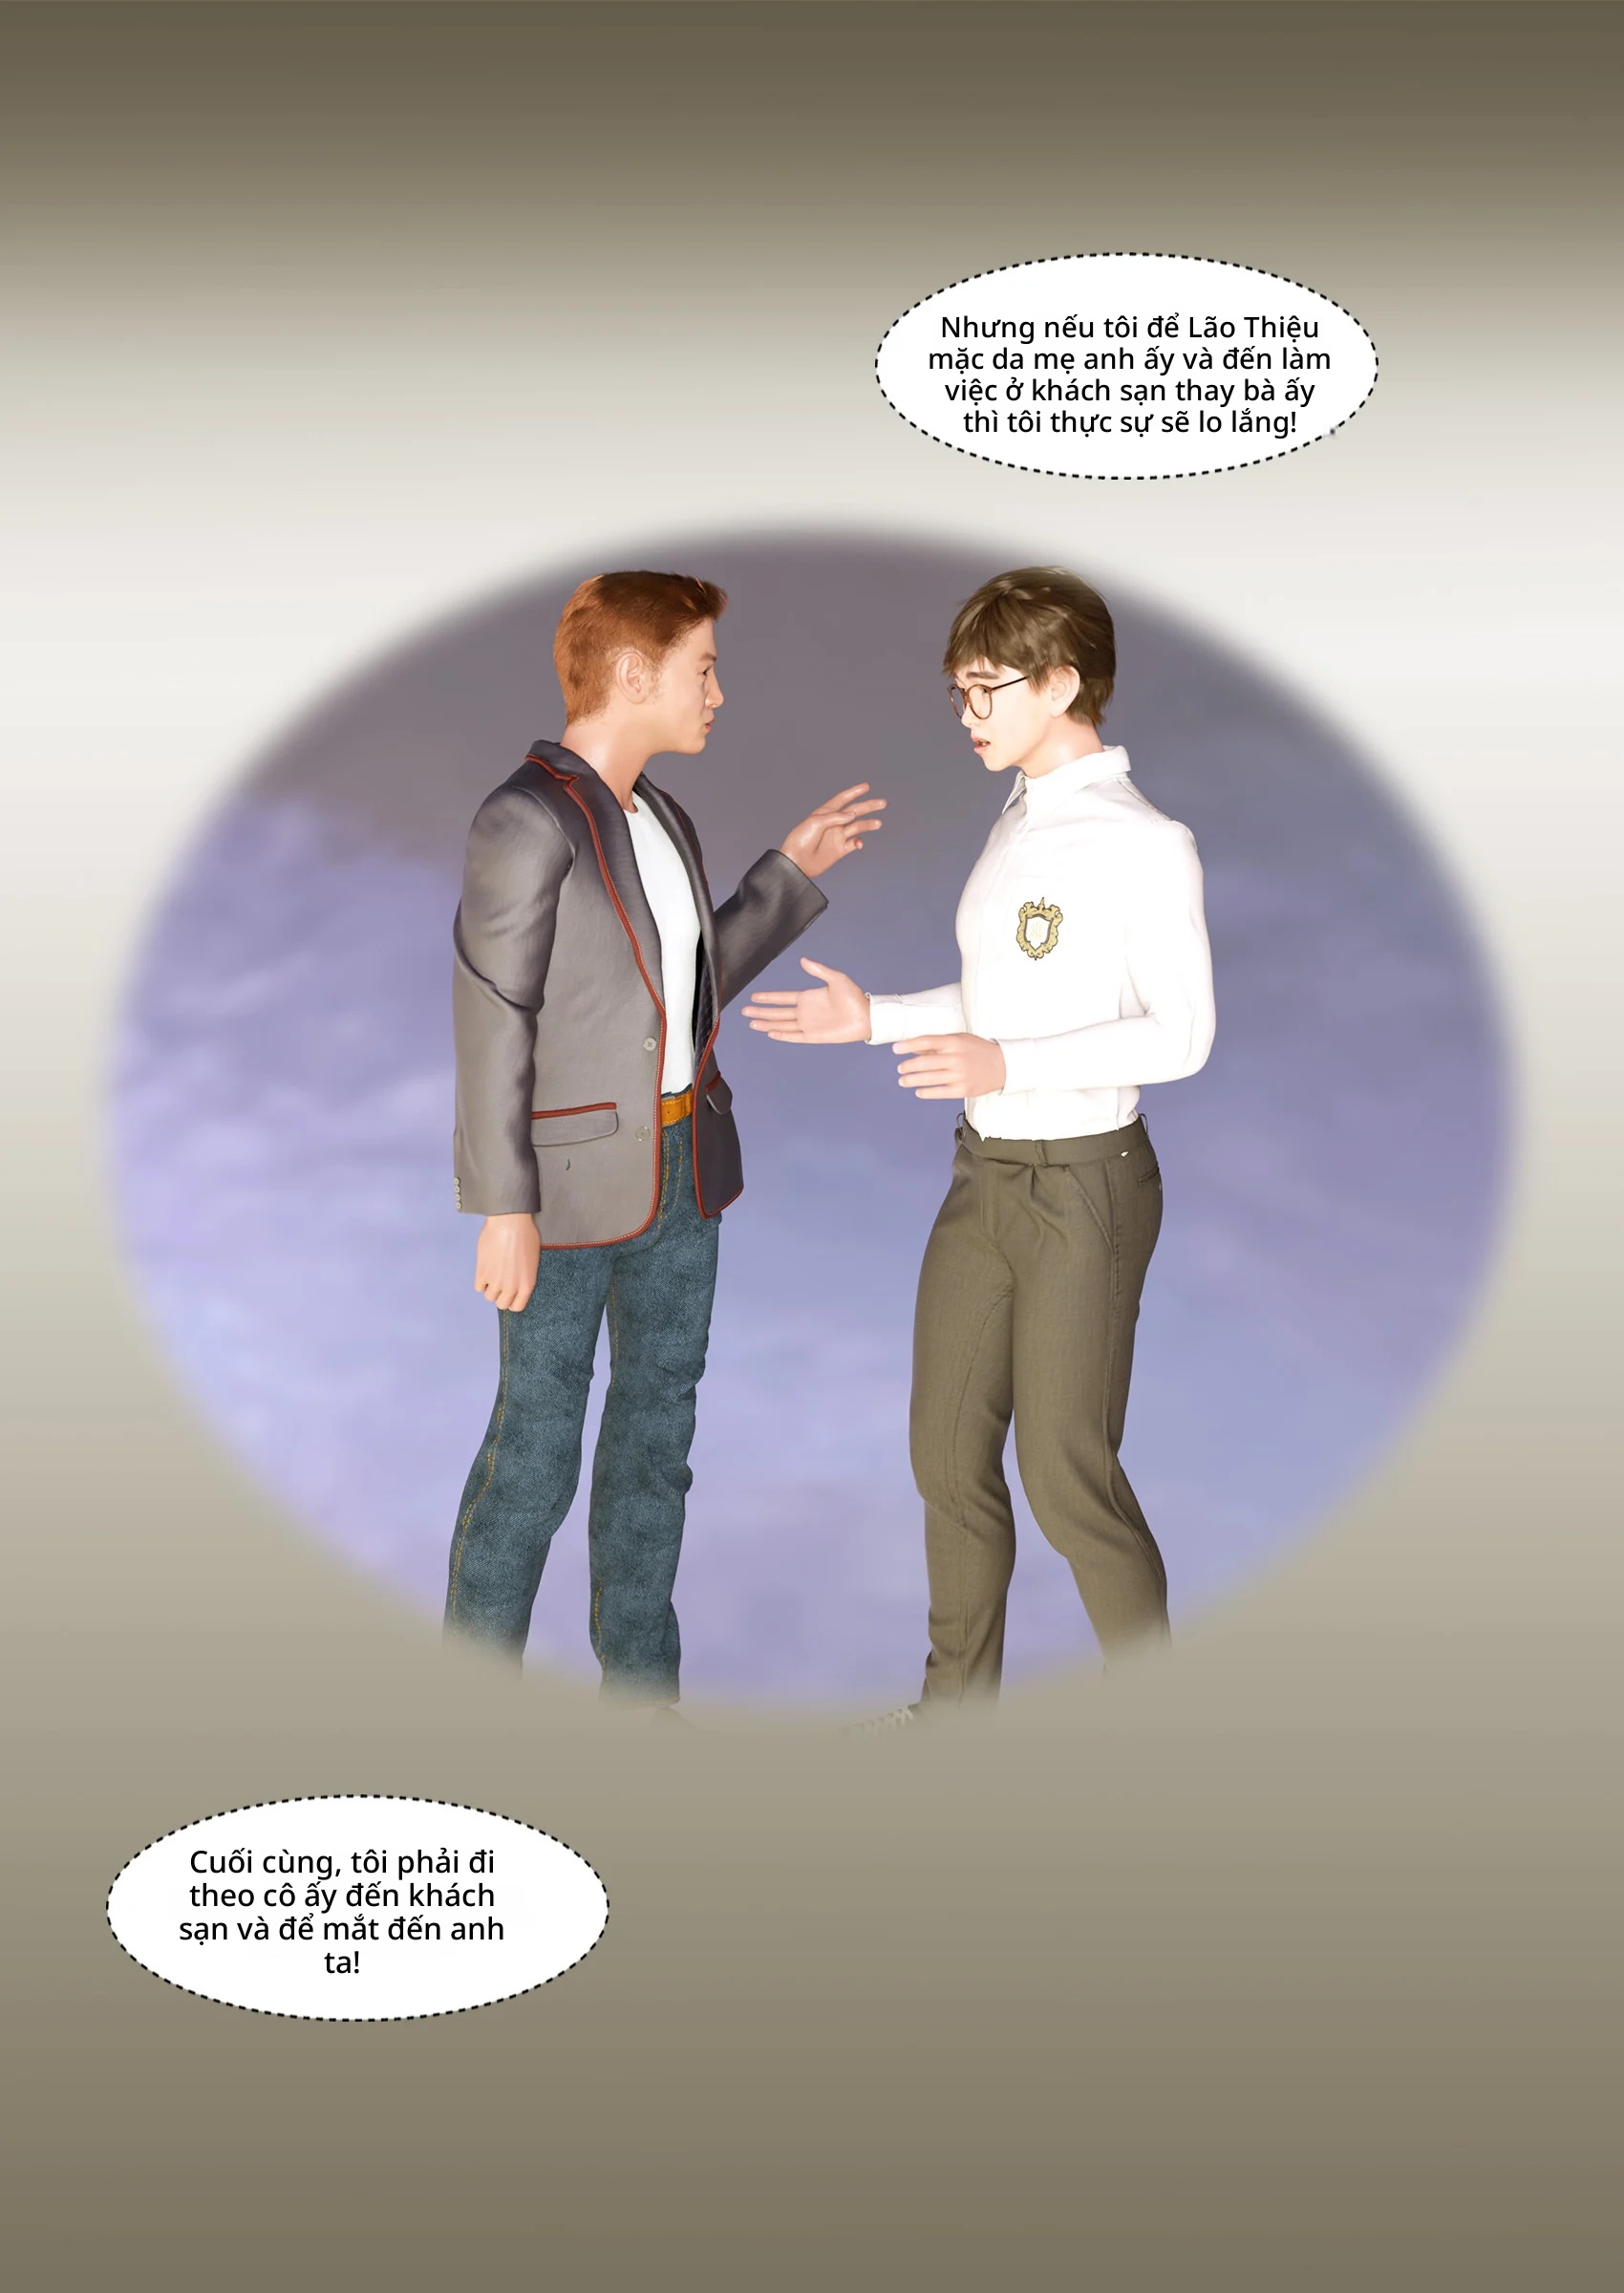 Nhưng nếu tôi để Lão Thiệu
mặc da mẹ anh ấy và đến làm
việc ở khách sạn thay bà ấy
thì tôi thực sự sẽ lo lắng!
Cuối cùng, tôi phải đi
theo cô ấy đến khách
sạn và để mắt đến anh
ta!